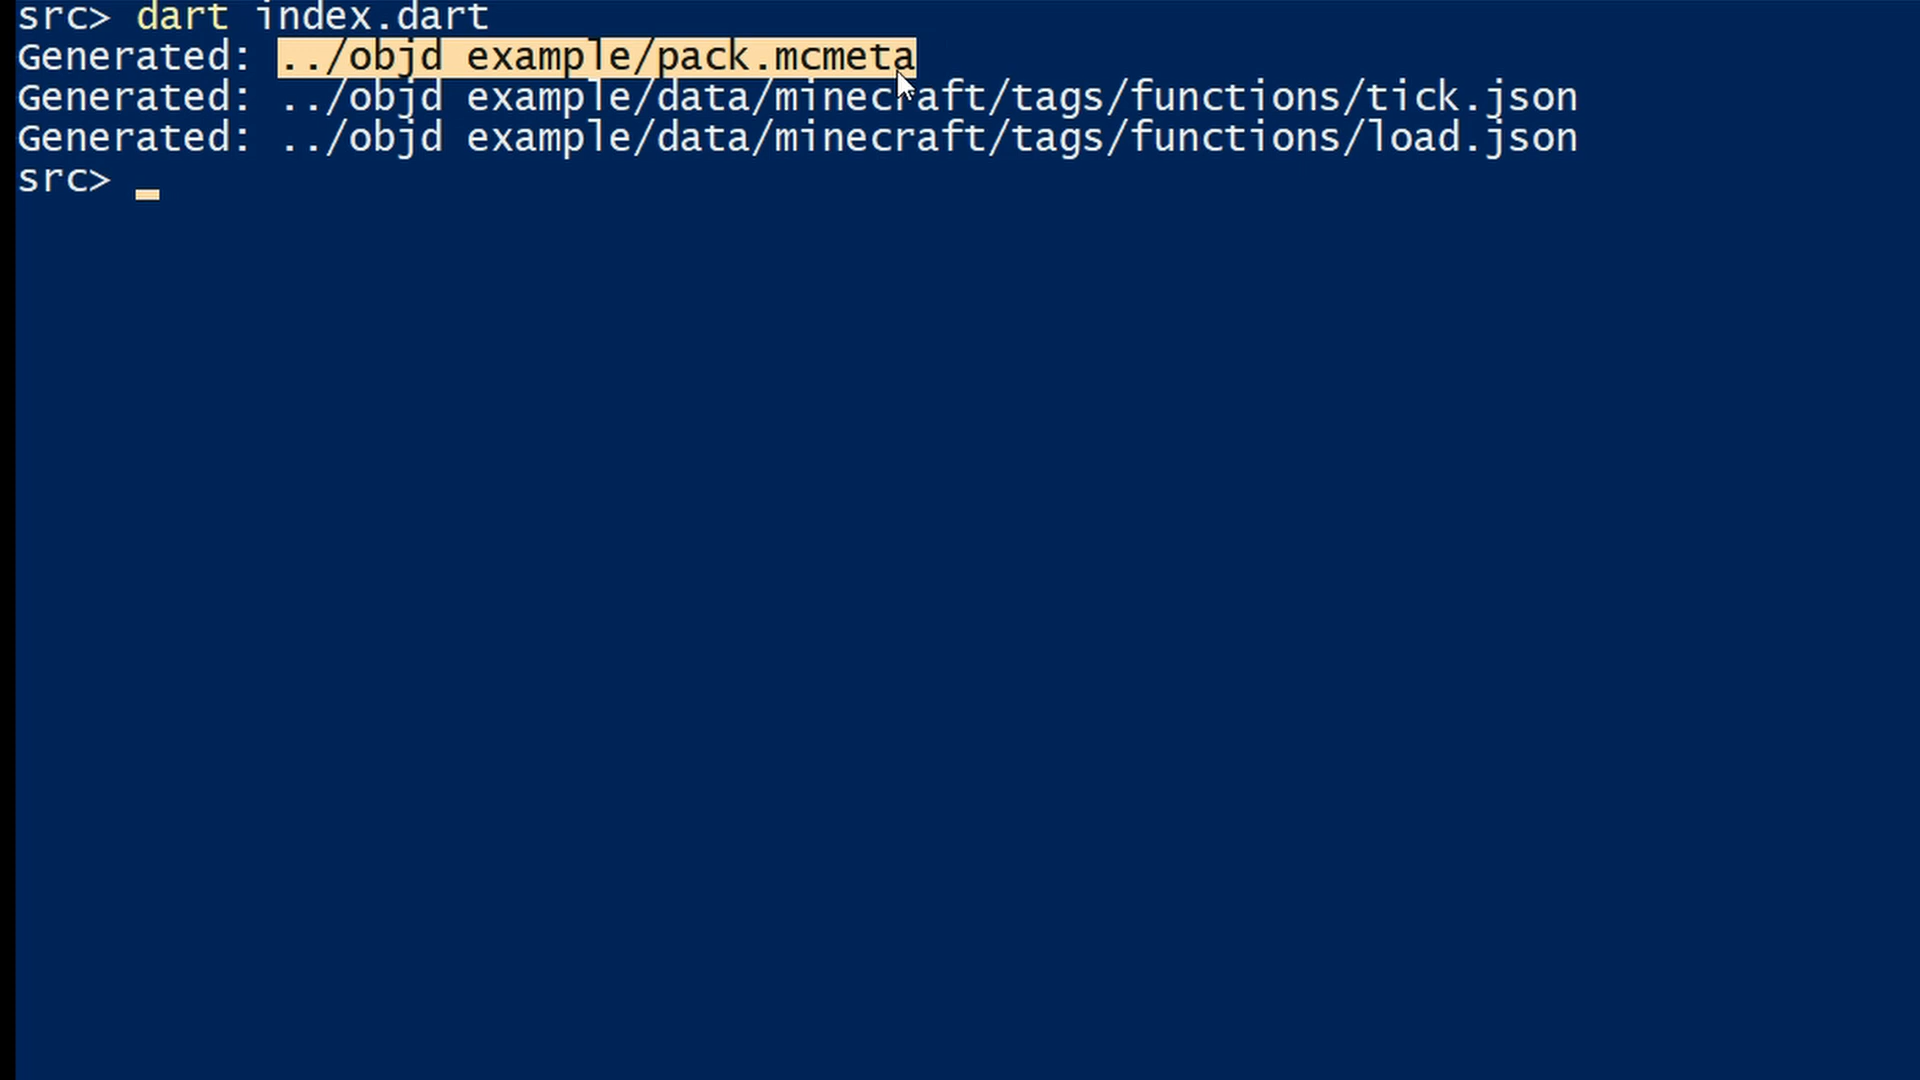 src> dart index.dart
Generated: ../objd example/pack.mcmeta
Generated: ../objd example/data/minecraft/tags/functions/tick.json
Generated: ../objd example/data/minecraft/tags/functions/load.json
src>